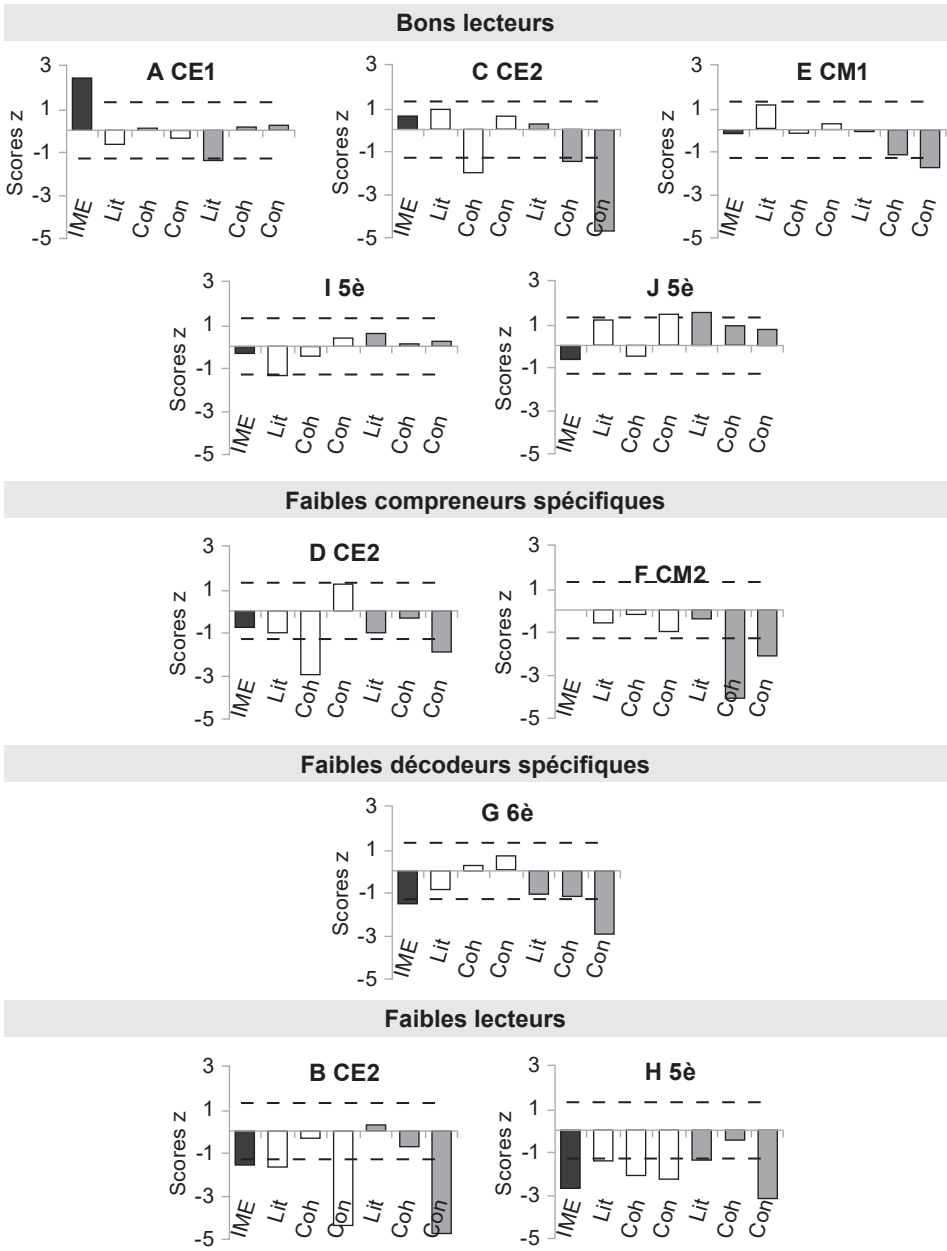 Bons lecteurs
A CE1
Scores z
3
1
-1
-3
-5
IME Lit Coh Con Lit Coh Con
C CE2
Scores z
3
1
-1
-3
-5
IME Lit Coh Con Lit Coh Con
E CM1
Scores z
3
1
-1
-3
-5
IME Lit Coh Con Lit Coh Con
I 5è
Scores z
3
1
-1
-3
-5
IME Lit Coh Con Lit Coh Con
J 5è
Scores z
3
1
-1
-3
-5
IME Lit Coh Con Lit Coh Con
Faibles compreneurs spécifiques
D CE2
Scores z
3
1
-1
-3
-5
IME Lit Coh Con Lit Coh Con
F CM2
Scores z
3
1
-1
-3
-5
IME Lit Coh Con Lit Coh Con
Faibles décodeurs spécifiques
G 6è
Scores z
3
1
-1
-3
-5
IME Lit Coh Con Lit Coh Con
Faibles lecteurs
B CE2
Scores z
3
1
-1
-3
-5
IME Lit Coh Con Lit Coh Con
H 5è
Scores z
3
1
-1
-3
-5
IME Lit Coh Con Lit Coh Con